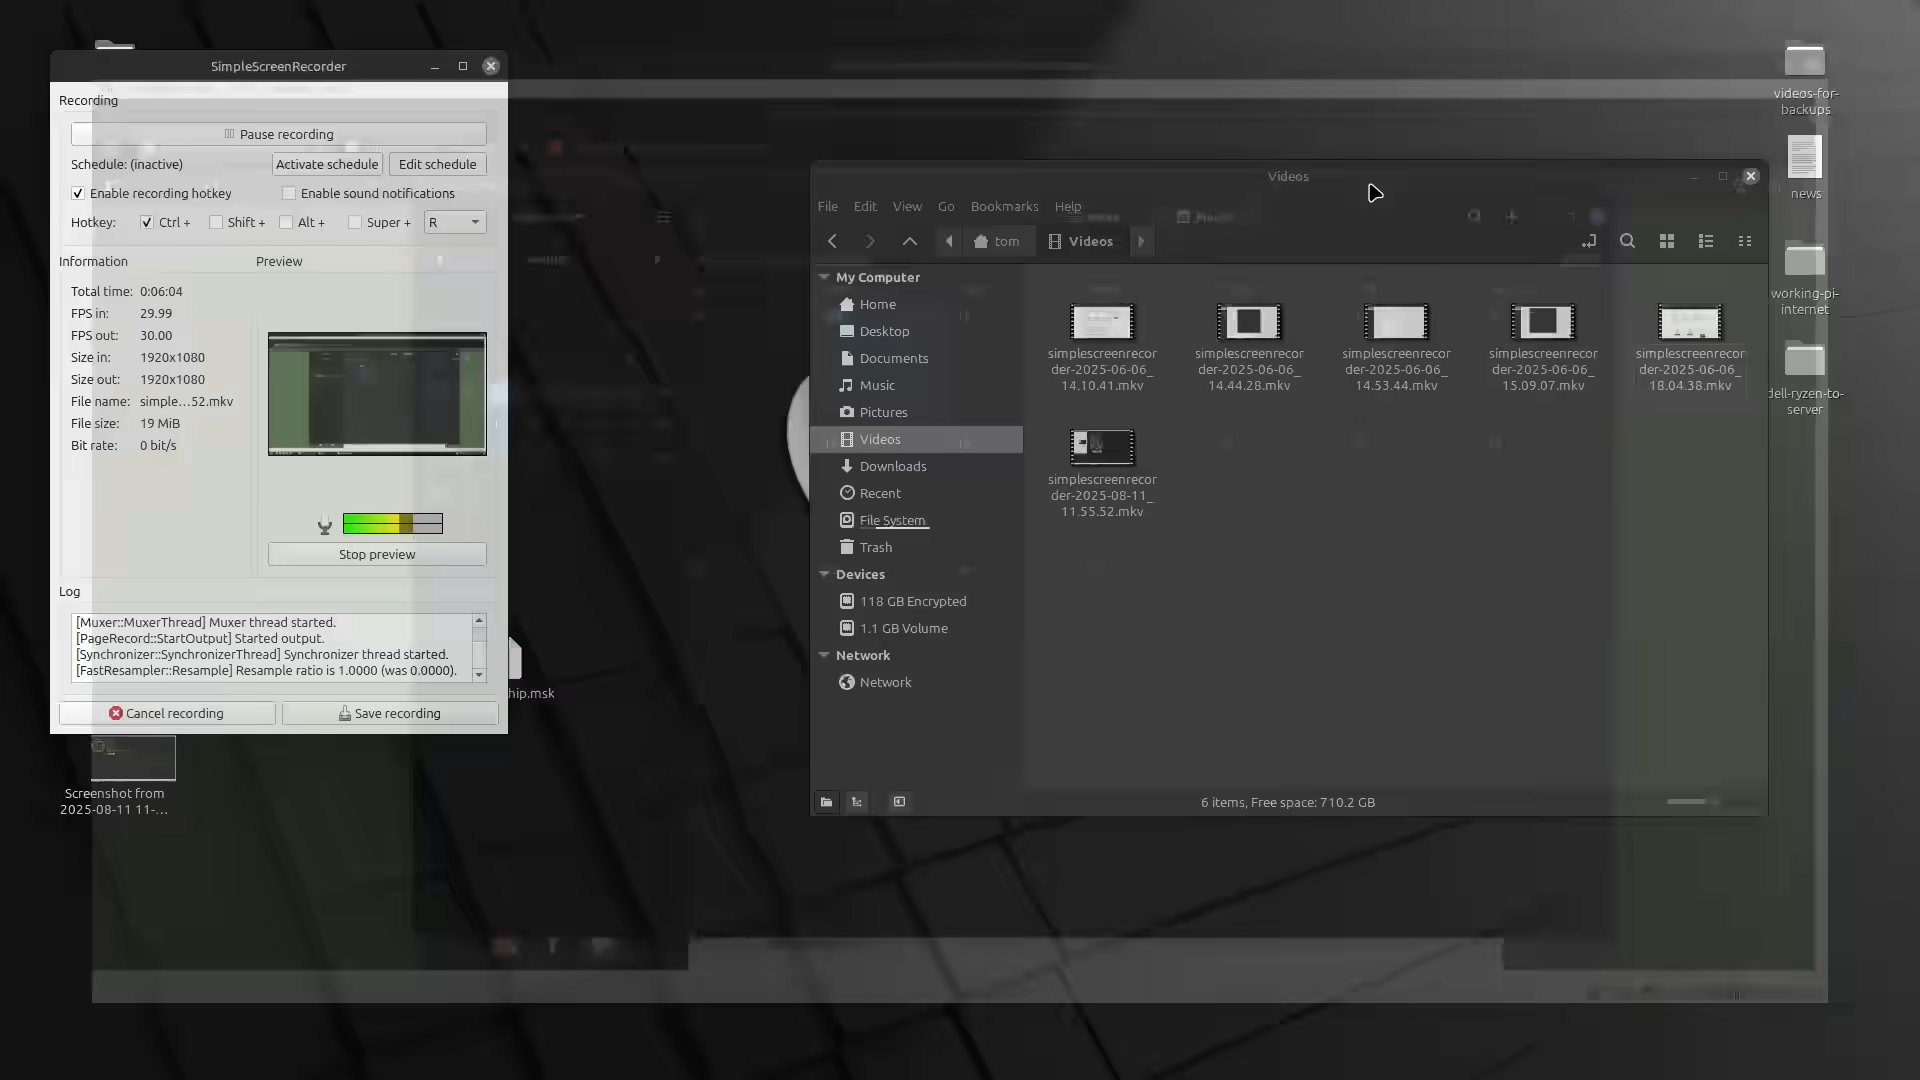 SimpleScreenRecorder
Recording
Pause recording
Schedule: (inactive)
Activate schedule
Edit schedule
Enable recording hotkey
Enable sound notifications
Hotkey:
Ctrl +
Shift +
Alt +
Super +
R
Information
Preview
Total time: 0:06:04
FPS in: 29.99
FPS out: 30.00
Size in: 1920x1080
Size out: 1920x1080
File name: simple...52.mkv
File size: 19 MiB
Bit rate: 0 bit/s
Stop preview
Log
[Muxer::MuxerThread] Muxer thread started.
[PageRecord::StartOutput] Started output.
[Synchronizer::SynchronizerThread] Synchronizer thread started.
[FastResampler::Resample] Resample ratio is 1.0000 (was 0.0000).
Cancel recording
Save recording
hip.msk
Screenshot from
2025-08-11 11-...
Videos
File
Edit
View
Go
Bookmarks
Help
tom
Videos
My Computer
Home
Desktop
Documents
Music
Pictures
Videos
Downloads
Recent
File System
Trash
Devices
118 GB Encrypted
1.1 GB Volume
Network
Network
simplescreenrecor
der-2025-06-06_
14.10.41.mkv
simplescreenrecor
der-2025-06-06_
14.44.28.mkv
simplescreenrecor
der-2025-06-06_
14.53.44.mkv
simplescreenrecor
der-2025-06-06_
15.09.07.mkv
simplescreenrecor
der-2025-06-06_
18.04.38.mkv
simplescreenrecor
der-2025-08-11_
11.55.52.mkv
6 items, Free space: 710.2 GB
videos-for-
backups
news
working-pi-
internet
dell-ryzen-to-
server